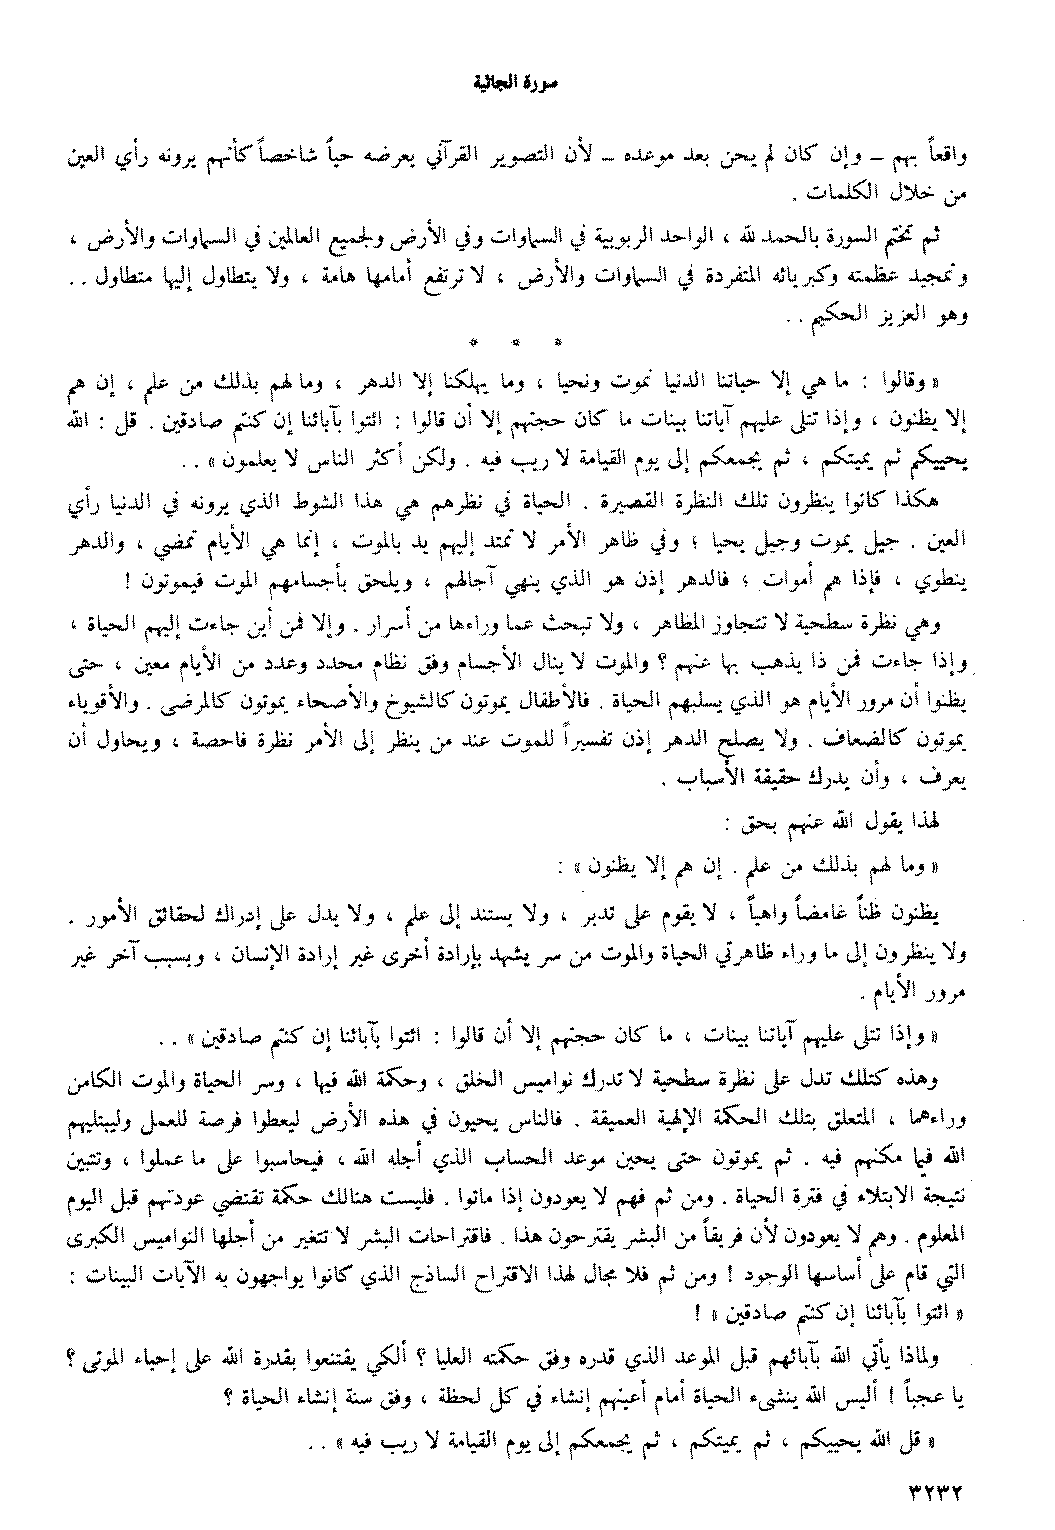 سورة الجاثية
واقعاً بهم – وإن كان لم يحن بعد موعده – لأن التصوير القرآني يعرضه حياً شاخصاً كأنهم يرونه رأي العين
من خلال الكلمات .
ثم تختم السورة بالحمد لله ، الواحد الربوبية في السماوات وفي الأرض ولجميع العالمين في السماوات والأرض ،
وتمجيد عظمته وكبريائه المتفردة في السماوات والأرض ، لا ترتفع أمامها هامة ، ولا يتطاول إليها متطاول . .
وهو العزيز الحكيم . .
* * *
« وقالوا : ما هي إلا حياتنا الدنيا نموت ونحيا ، وما يهلكنا إلا الدهر ، وما لهم بذلك من علم ، إن هم
إلا يظنون ، وإذا تتلى عليهم آياتنا بينات ما كان حجتهم إلا أن قالوا : ائتوا بآبائنا إن كنتم صادقين . قل : الله
يحييكم ثم يميتكم ، ثم يجمعكم إلى يوم القيامة لا ريب فيه . ولكن أكثر الناس لا يعلمون » . .
هكذا كانوا ينظرون تلك النظرة القصيرة . الحياة في نظرهم هي هذا الشوط الذي يرونه في الدنيا رأي
العين . جيل يموت وجيل يحيا ؛ وفي ظاهر الأمر لا تمتد إليهم يد بالموت ، إنما هي الأيام تمضي ، والدهر
ينطوي ، فإذا هم أموات ؛ فالدهر إذن هو الذي ينهي آجالهم ، ويلحق بأجسامهم الموت فيموتون !
وهي نظرة سطحية لا تتجاوز المظاهر ، ولا تبحث عما وراءها من أسرار . وإلا فمن أين جاءت إليهم الحياة ،
وإذا جاءت فمن ذا يذهب بها عنهم ؟ والموت لا ينال الأجسام وفق نظام محدد وعدد من الأيام معين ، حتى
يظنوا أن مرور الأيام هو الذي يسلبهم الحياة . فالأطفال يموتون كالشيوخ والأصحاء يموتون كالمرضى . والأقوياء
يموتون كالضعاف . ولا يصلح الدهر إذن تفسيراً للموت عند من ينظر إلى الأمر نظرة فاحصة ، ويحاول أن
يعرف ، وأن يدرك حقيقة الأسباب .
لهذا يقول الله عنهم بحق :
« وما لهم بذلك من علم . إن هم إلا يظنون » :
يظنون ظناً غامضاً واهياً ، لا يقوم على تدبر ، ولا يستند إلى علم ، ولا يدل على إدراك لحقائق الأمور .
ولا ينظرون إلى ما وراء ظاهرتي الحياة والموت من سر يشهد بإرادة أخرى غير إرادة الإنسان ، وبسبب آخر غير
مرور الأيام .
« وإذا تتلى عليهم آياتنا بينات ، ما كان حجتهم إلا أن قالوا : ائتوا بآبائنا إن كنتم صادقين » . .
وهذه كتلك تدل على نظرة سطحية لا تدرك نواميس الخلق ، وحكمة الله فيها ، وسر الحياة والموت الكامن
وراءهما ، المتعلق بتلك الحكمة الإلهية العميقة . فالناس يحيون في هذه الأرض ليعطوا فرصة للعمل وليبتليهم
الله فيما مكنهم فيه . ثم يموتون حتى يحين موعد الحساب الذي أجله الله ، فيحاسبوا على ما عملوا ، وتتبين
نتيجة الابتلاء في فترة الحياة . ومن ثم فهم لا يعودون إذا ماتوا . فليست هنالك حكمة تقتضي عودتهم قبل اليوم
المعلوم . وهم لا يعودون لأن فريقاً من البشر يقترحون هذا . فاقتراحات البشر لا تتغير من أجلها النواميس الكبرى
التي قام على أساسها الوجود ! ومن ثم فلا مجال لهذا الاقتراح الساذج الذي كانوا يواجهون به الآيات البينات :
« ائتوا بآبائنا إن كنتم صادقين » !
ولماذا يأتي الله بآبائهم قبل الموعد الذي قدره وفق حكمته العليا ؟ ألكي يقتنعوا بقدرة الله على إحياء الموتى ؟
يا عجباً ! أليس الله ينشىء الحياة أمام أعينهم إنشاء في كل لحظة ، وفق سنة إنشاء الحياة ؟
« قل الله يحييكم ، ثم يميتكم ، ثم يجمعكم إلى يوم القيامة لا ريب فيه » . .
٣٢٣٢